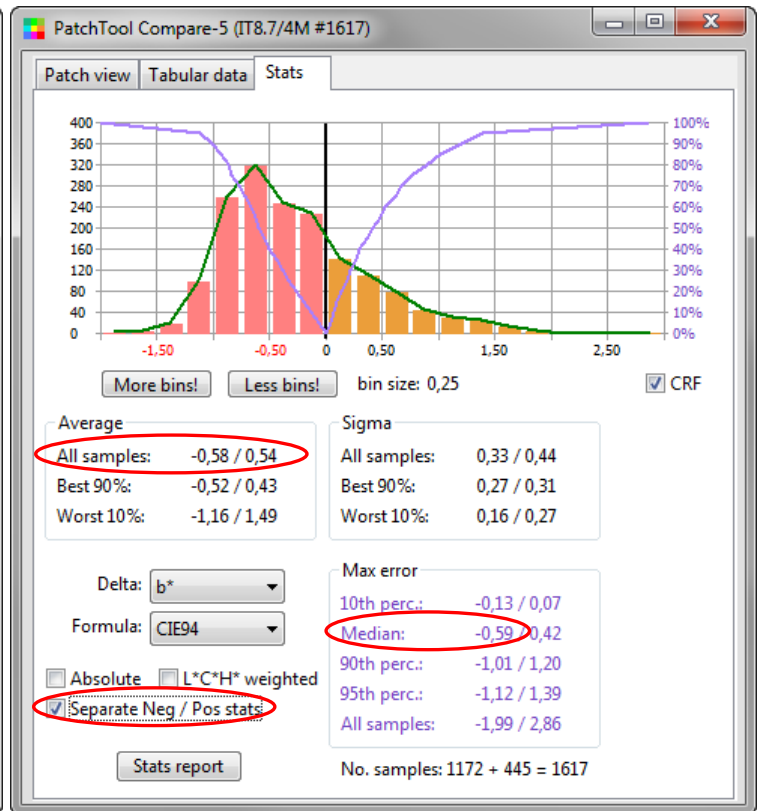 PatchTool Compare-5 (IT8.7/4M #1617)
Patch view Tabular data Stats
400 100%
360 90%
320 80%
280 70%
240 60%
200 50%
160 40%
120 30%
80 20%
40 10%
0 0%
-1,50 -0,50 0 0,50 1,50 2,50
More bins! Less bins! bin size: 0,25 CRF
Average
All samples: -0,58 / 0,54
Best 90%: -0,52 / 0,43
Worst 10%: -1,16 / 1,49
Sigma
All samples: 0,33 / 0,44
Best 90%: 0,27 / 0,31
Worst 10%: 0,16 / 0,27
Delta: b*
Formula: CIE94
Absolute L*C*H* weighted
Separate Neg / Pos stats
Stats report
Max error
10th perc.: -0,13 / 0,07
Median: -0,59 / 0,42
90th perc.: -1,01 / 1,20
95th perc.: -1,12 / 1,39
All samples: -1,99 / 2,86
No. samples: 1172 + 445 = 1617